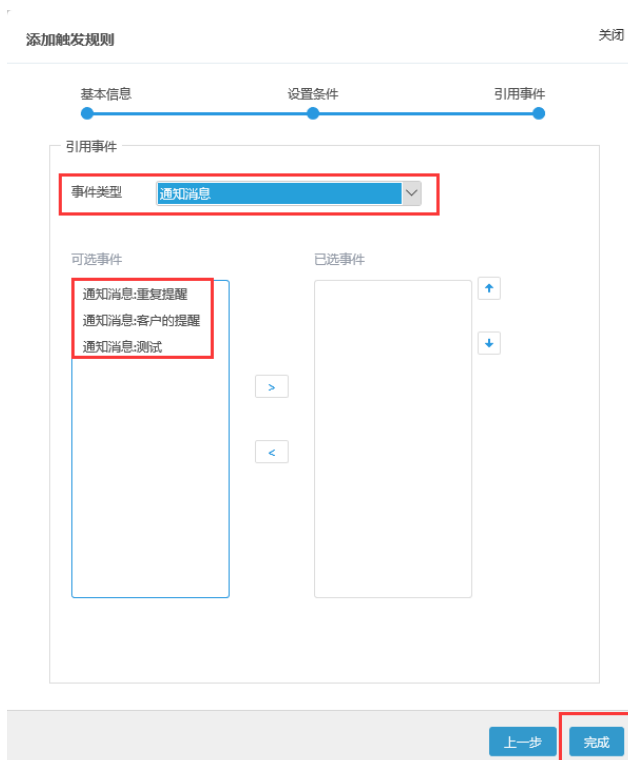 添加触发规则
关闭
基本信息
设置条件
引用事件
引用事件
事件类型
通知消息
可选事件
已选事件
通知消息:重复提醒
通知消息:客户的提醒
通知消息:测试
>
<
上一步
完成